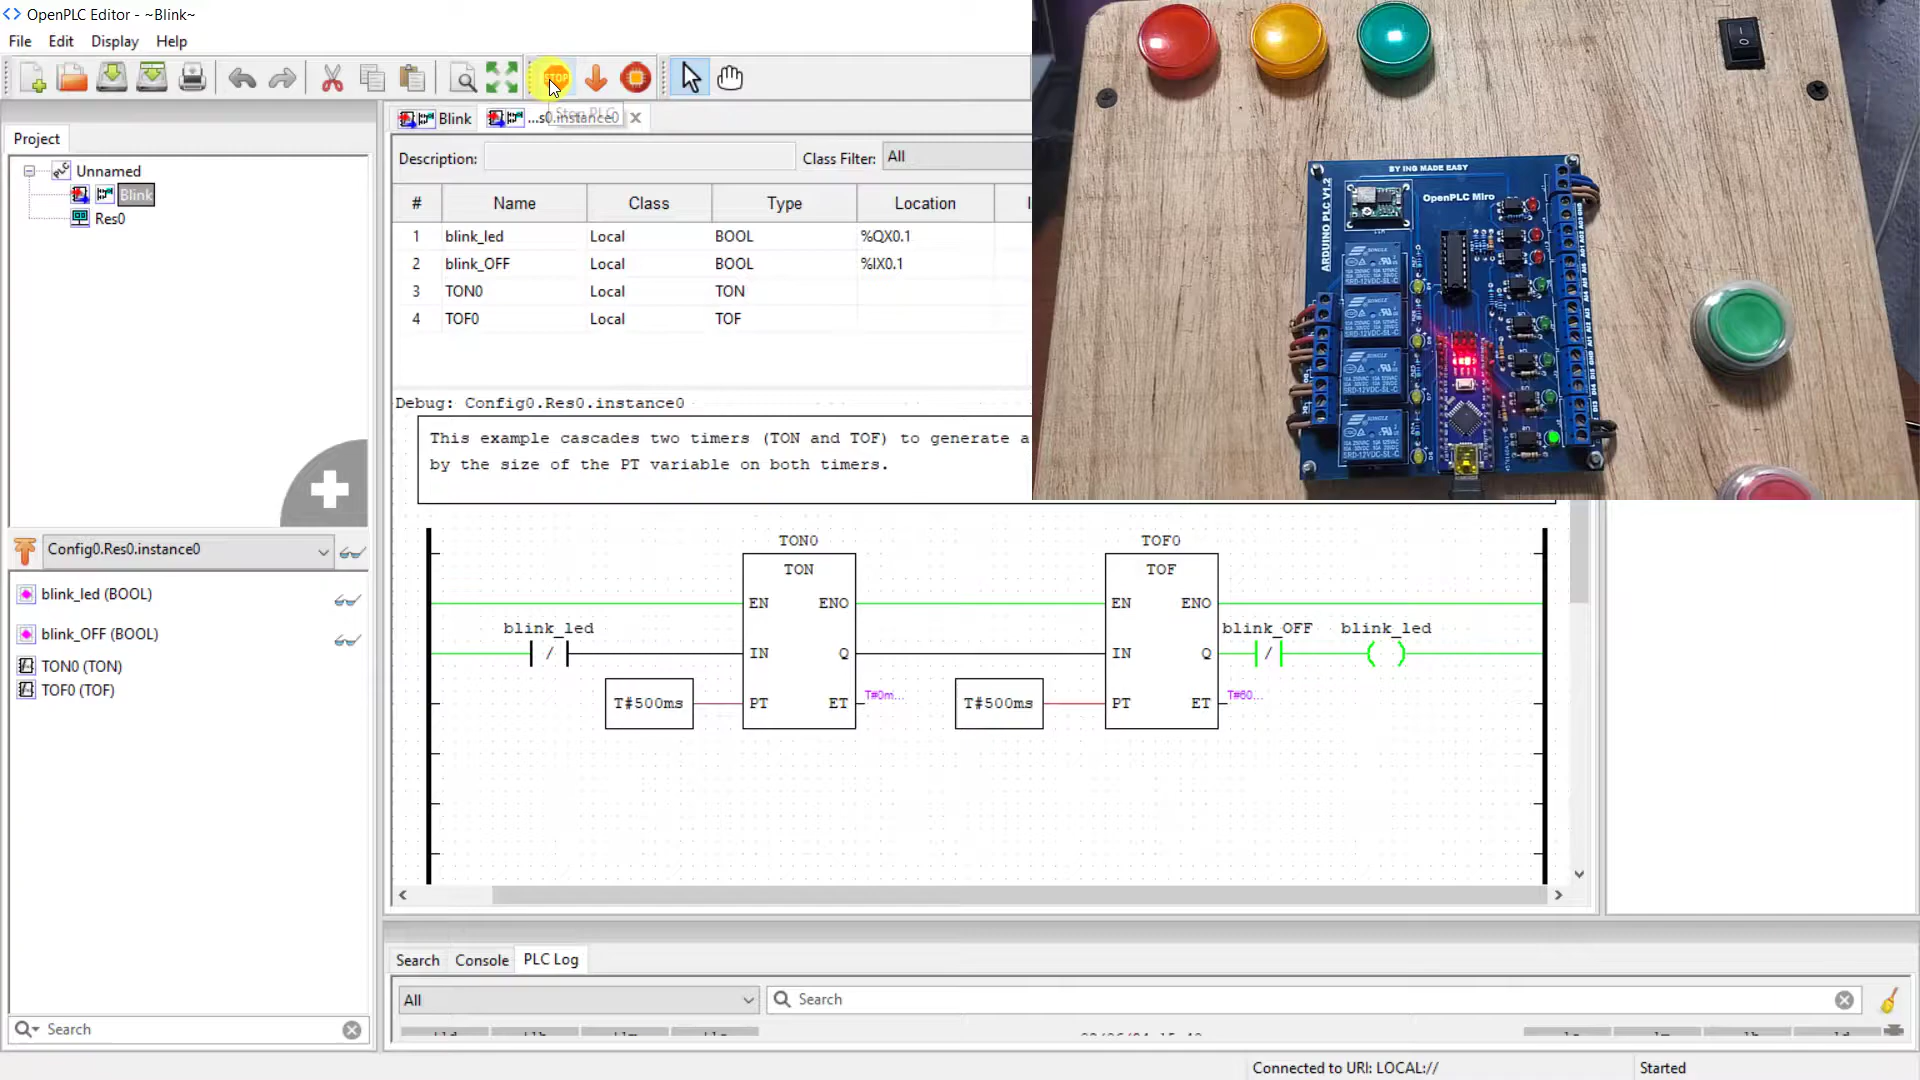 OpenPLC Editor - ~Blink~
File Edit Display Help
STOP
Stop PLC
Project
Unnamed
Blink
Res0
Config0.Res0.instance0
blink_led (BOOL)
blink_OFF (BOOL)
TON0 (TON)
TOF0 (TOF)
Search
Blink
...s0.instance0
Description:
Class Filter: All
# Name Class Type Location
1 blink_led Local BOOL %QX0.1
2 blink_OFF Local BOOL %IX0.1
3 TON0 Local TON
4 TOF0 Local TOF
Debug: Config0.Res0.instance0
This example cascades two timers (TON and TOF) to generate a
by the size of the PT variable on both timers.
TON0
TON
EN ENO
IN Q
PT ET
blink_led
T#500ms
T#0m...
TOF0
TOF
EN ENO
IN Q
PT ET
T#500ms
T#60...
blink_OFF blink_led
Search Console PLC Log
All
Search
Connected to URI: LOCAL://
Started
BY ING MADE EASY
OpenPLC Miro
ARDUINO PLC V1.2